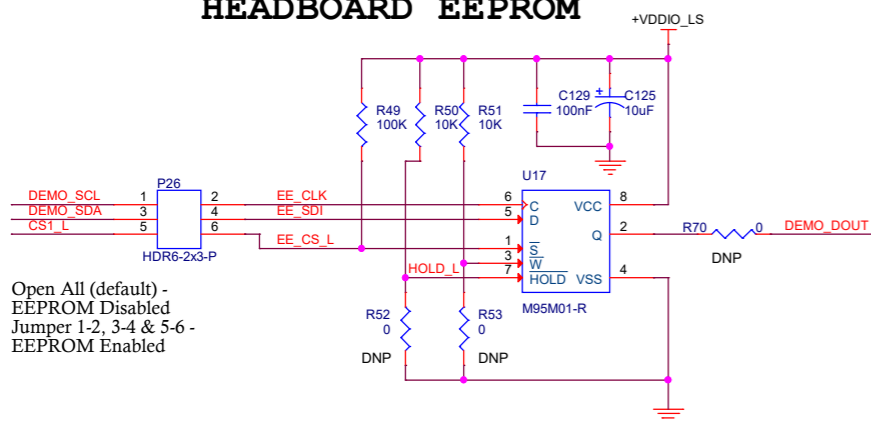 HEADBOARD EEPROM
+VDDIO_LS
R49
100K
R50
10K
R51
10K
C129
100nF
+
C125
10uF
U17
P26
DEMO_SCL 1 2 EE_CLK 6 C VCC 8
DEMO_SDA 3 4 EE_SDI 5 D
CS1_L 5 6 EE_CS_L 1 S
Q 2 R70 0 DEMO_DOUT
DNP
HDR6-2x3-P
3 W
HOLD_L 7 HOLD VSS 4
M95M01-R
Open All (default) -
EEPROM Disabled
Jumper 1-2, 3-4 & 5-6 -
EEPROM Enabled
R52
0
DNP
R53
0
DNP